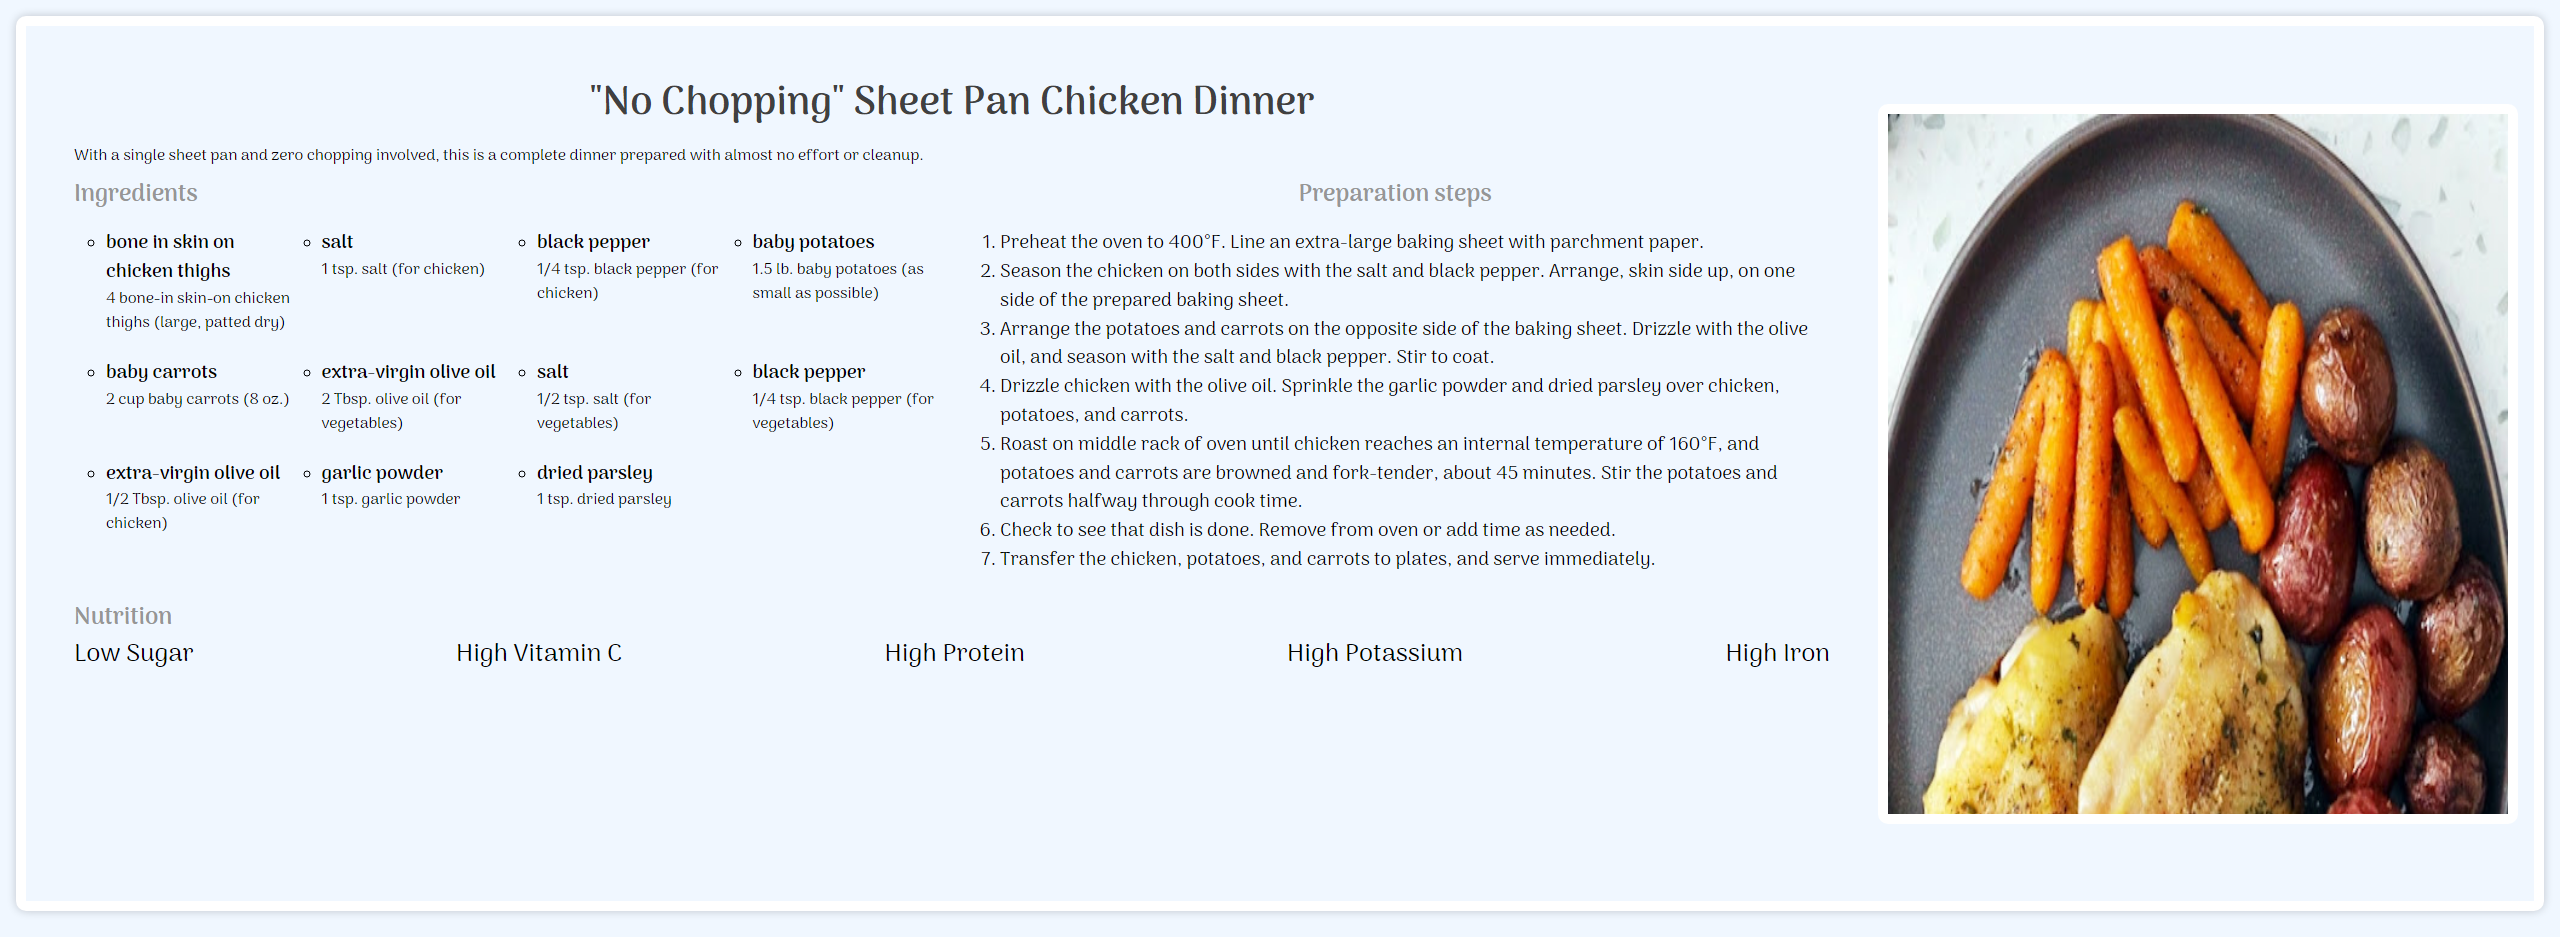 "No Chopping" Sheet Pan Chicken Dinner
With a single sheet pan and zero chopping involved, this is a complete dinner prepared with almost no effort or cleanup.
Ingredients
bone in skin on
chicken thighs
4 bone-in skin-on chicken
thighs (large, patted dry)
salt
1 tsp. salt (for chicken)
black pepper
1/4 tsp. black pepper (for
chicken)
baby potatoes
1.5 lb. baby potatoes (as
small as possible)
baby carrots
2 cup baby carrots (8 oz.)
extra-virgin olive oil
2 Tbsp. olive oil (for
vegetables)
salt
1/2 tsp. salt (for
vegetables)
black pepper
1/4 tsp. black pepper (for
vegetables)
extra-virgin olive oil
1/2 Tbsp. olive oil (for
chicken)
garlic powder
1 tsp. garlic powder
dried parsley
1 tsp. dried parsley
Preparation steps
1. Preheat the oven to 400°F. Line an extra-large baking sheet with parchment paper.
2. Season the chicken on both sides with the salt and black pepper. Arrange, skin side up, on one
side of the prepared baking sheet.
3. Arrange the potatoes and carrots on the opposite side of the baking sheet. Drizzle with the olive
oil, and season with the salt and black pepper. Stir to coat.
4. Drizzle chicken with the olive oil. Sprinkle the garlic powder and dried parsley over chicken,
potatoes, and carrots.
5. Roast on middle rack of oven until chicken reaches an internal temperature of 160°F, and
potatoes and carrots are browned and fork-tender, about 45 minutes. Stir the potatoes and
carrots halfway through cook time.
6. Check to see that dish is done. Remove from oven or add time as needed.
7. Transfer the chicken, potatoes, and carrots to plates, and serve immediately.
Nutrition
Low Sugar
High Vitamin C
High Protein
High Potassium
High Iron